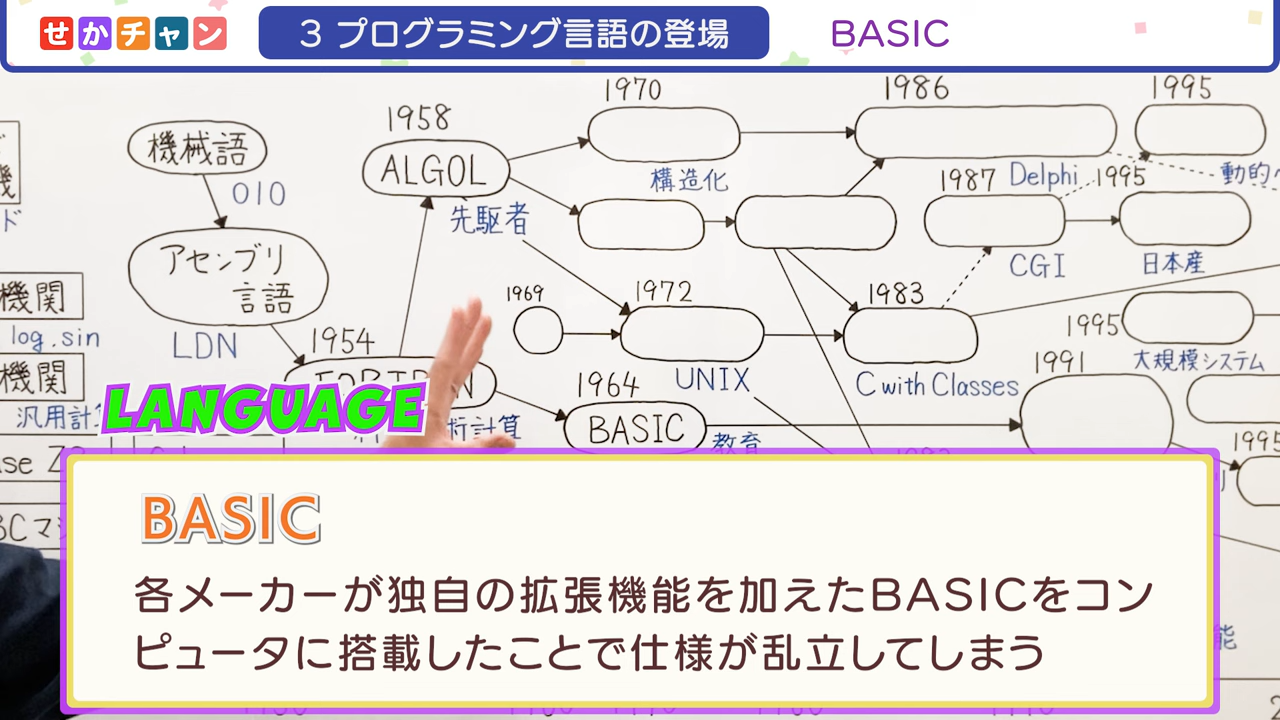 せかチャン
3 プログラミング言語の登場
BASIC
1970
1986
1995
1958
機械語
ALGOL
構造化
1987
Delphi
1995
動的
010
先駆者
アセンブリ
言語
CGI
日本産
1969
1972
1983
機関
log.sin
LDN
1954
1995
大規模システム
1991
機関
1964
UNIX
C with Classes
汎用計
LANGUAGE
術計算
BASIC
教育
1995
BASIC
各メーカーが独自の拡張機能を加えたBASICをコン
ピュータに搭載したことで仕様が乱立してしまう
能